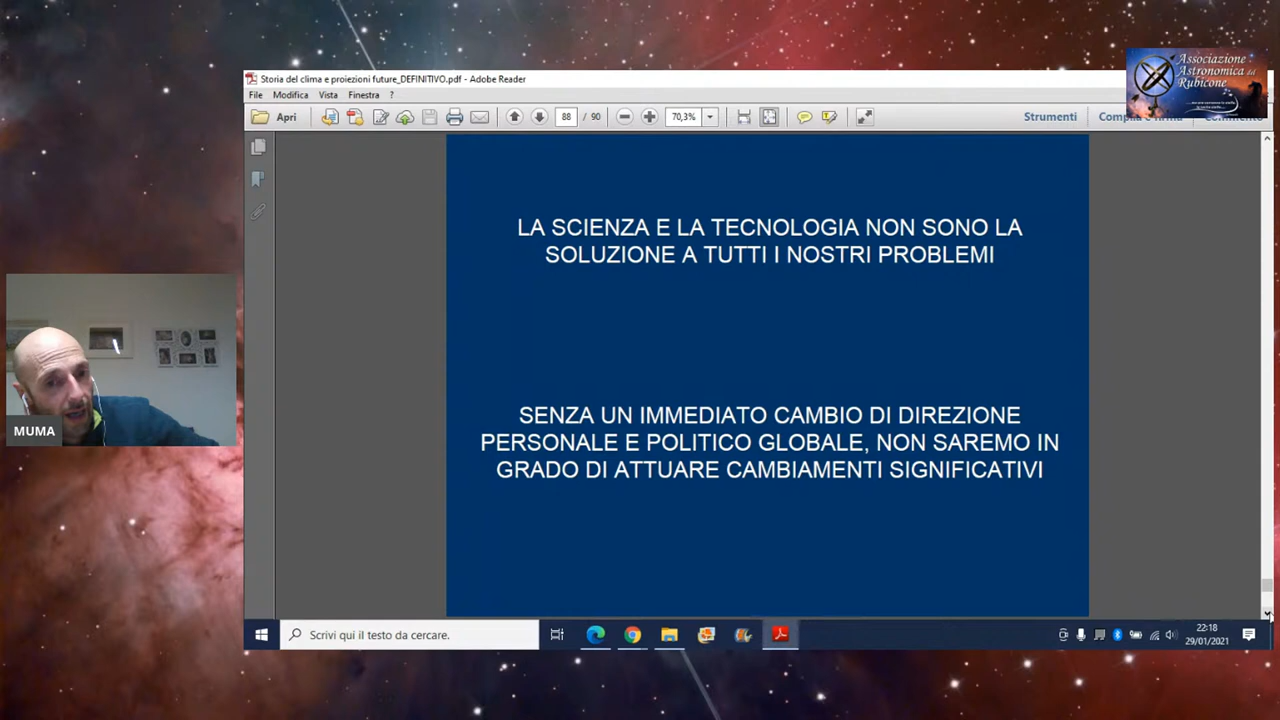 Associazione
Astronomica del
Rubicone
Storia del clima e proiezioni future_DEFINITIVO.pdf - Adobe Reader
File Modifica Vista Finestra ?
Apri 88 / 90 70,3% Strumenti
LA SCIENZA E LA TECNOLOGIA NON SONO LA
SOLUZIONE A TUTTI I NOSTRI PROBLEMI
SENZA UN IMMEDIATO CAMBIO DI DIREZIONE
PERSONALE E POLITICO GLOBALE, NON SAREMO IN
GRADO DI ATTUARE CAMBIAMENTI SIGNIFICATIVI
MUMA
Scrivi qui il testo da cercare.
22:18
29/01/2021